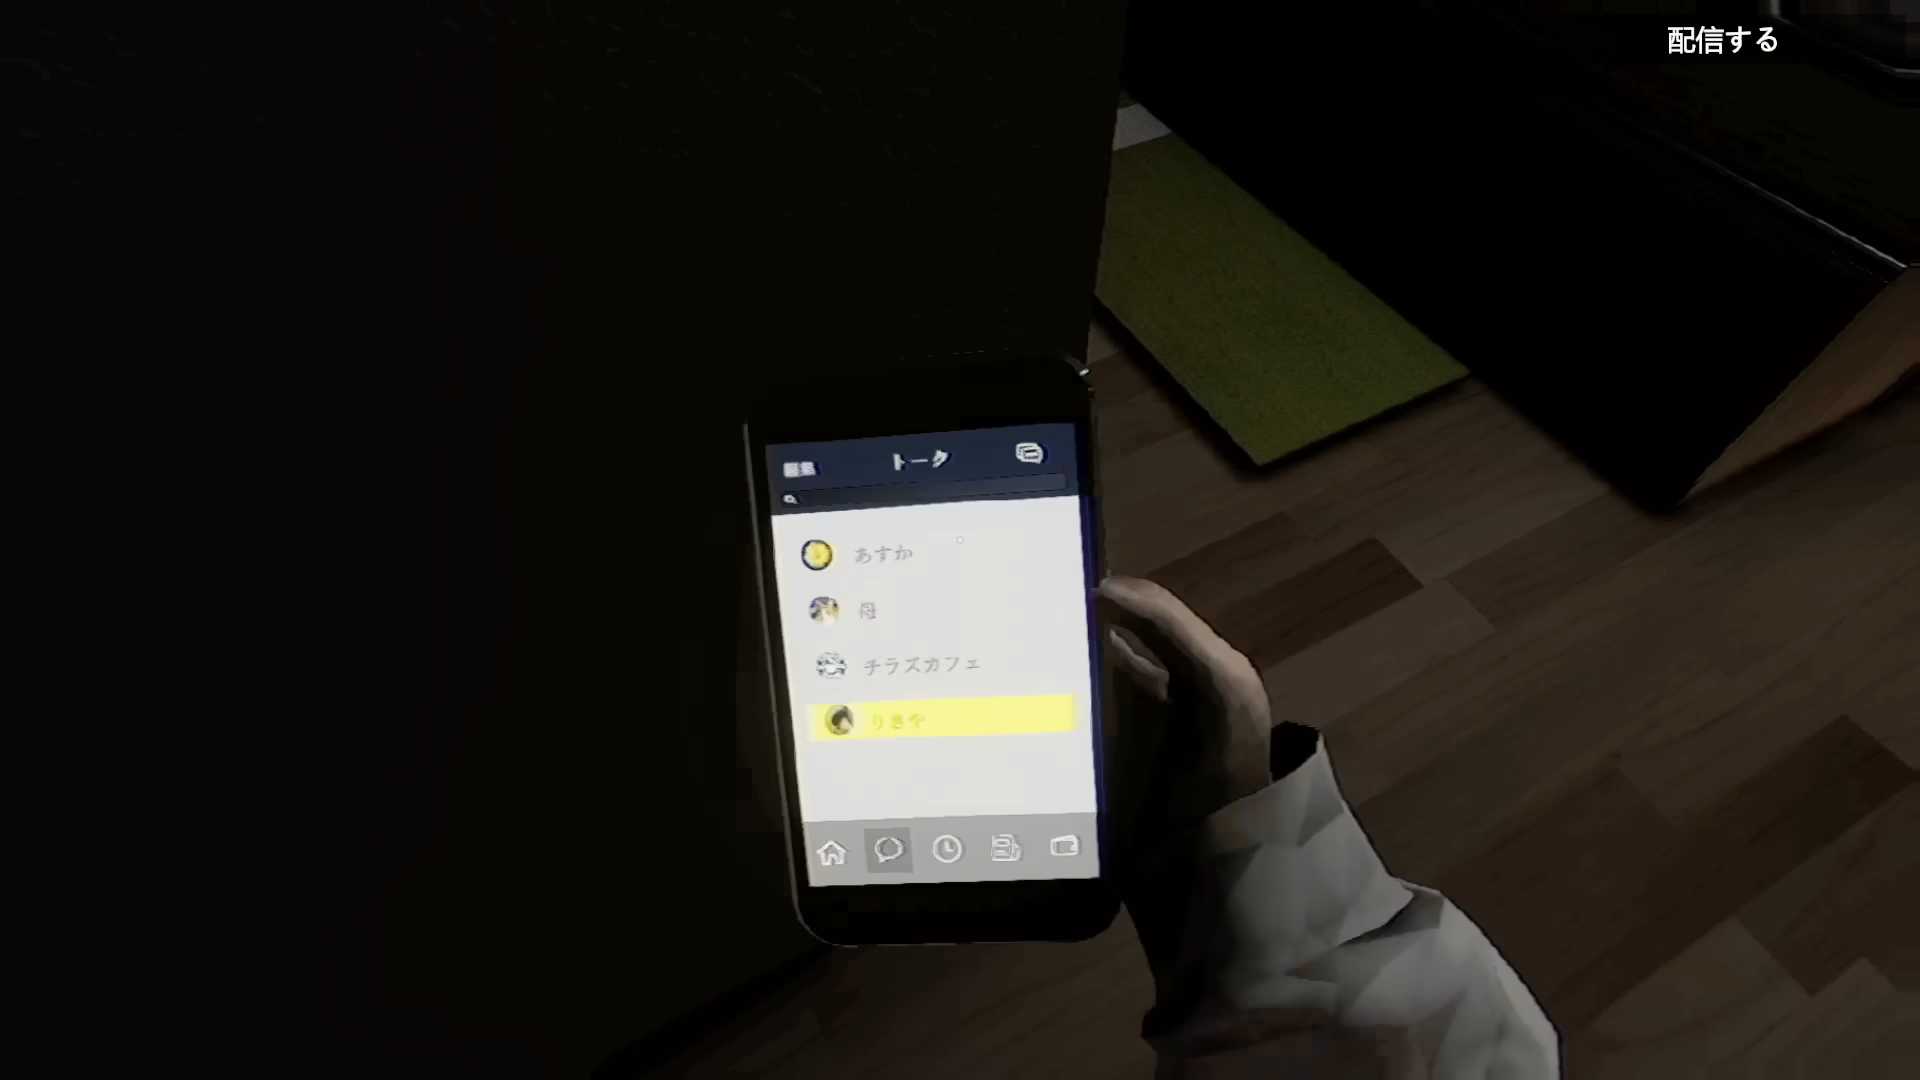 配信する
トーク
あすか
母
チラズカフェ
りきや